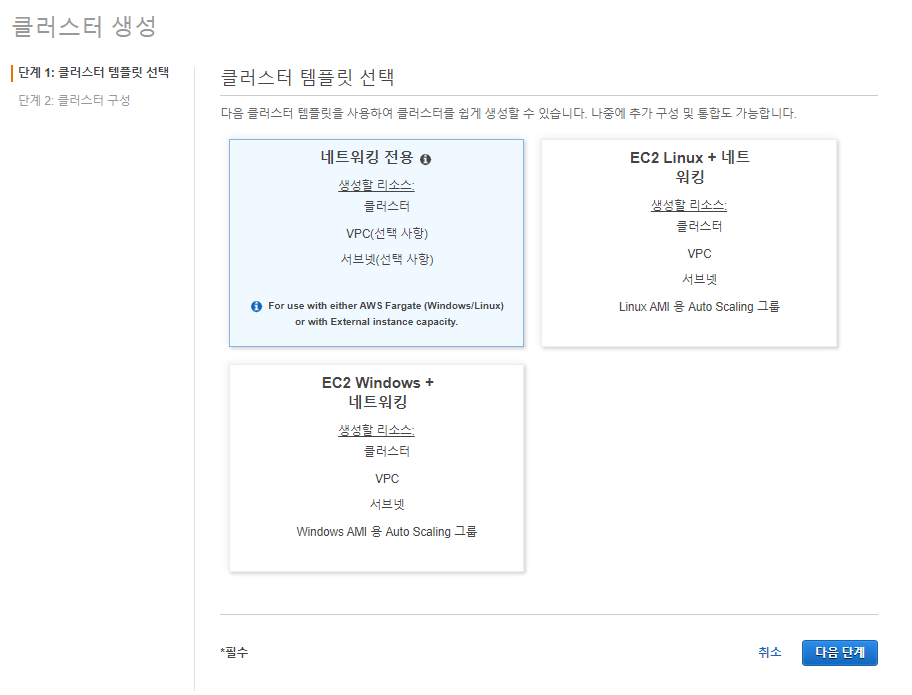 클러스터 생성
단계 1: 클러스터 템플릿 선택
단계 2: 클러스터 구성
클러스터 템플릿 선택
다음 클러스터 템플릿을 사용하여 클러스터를 쉽게 생성할 수 있습니다. 나중에 추가 구성 및 통합도 가능합니다.
네트워킹 전용
생성할 리소스:
클러스터
VPC(선택 사항)
서브넷(선택 사항)
For use with either AWS Fargate (Windows/Linux)
or with External instance capacity.
EC2 Linux + 네트
워킹
생성할 리소스:
클러스터
VPC
서브넷
Linux AMI 용 Auto Scaling 그룹
EC2 Windows +
네트워킹
생성할 리소스:
클러스터
VPC
서브넷
Windows AMI 용 Auto Scaling 그룹
*필수
취소
다음 단계